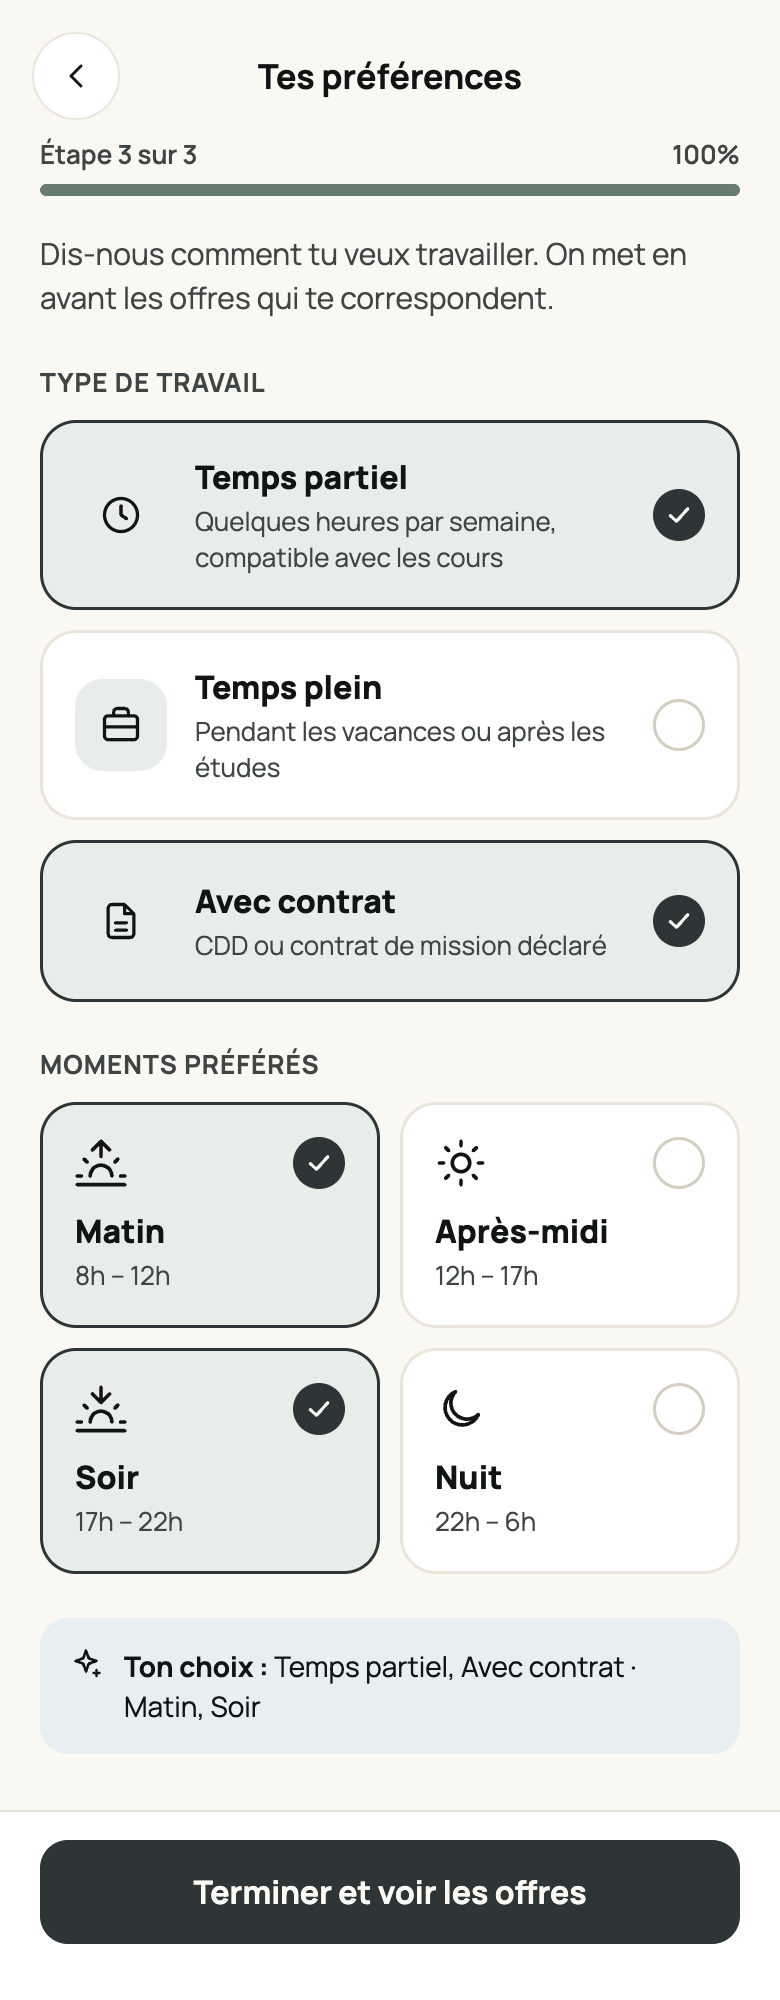 Tes préférences
Étape 3 sur 3
100%
Dis-nous comment tu veux travailler. On met en
avant les offres qui te correspondent.
TYPE DE TRAVAIL
Temps partiel
Quelques heures par semaine,
compatible avec les cours
Temps plein
Pendant les vacances ou après les
études
Avec contrat
CDD ou contrat de mission déclaré
MOMENTS PRÉFÉRÉS
Matin
8h – 12h
Après-midi
12h – 17h
Soir
17h – 22h
Nuit
22h – 6h
Ton choix : Temps partiel, Avec contrat ·
Matin, Soir
Terminer et voir les offres